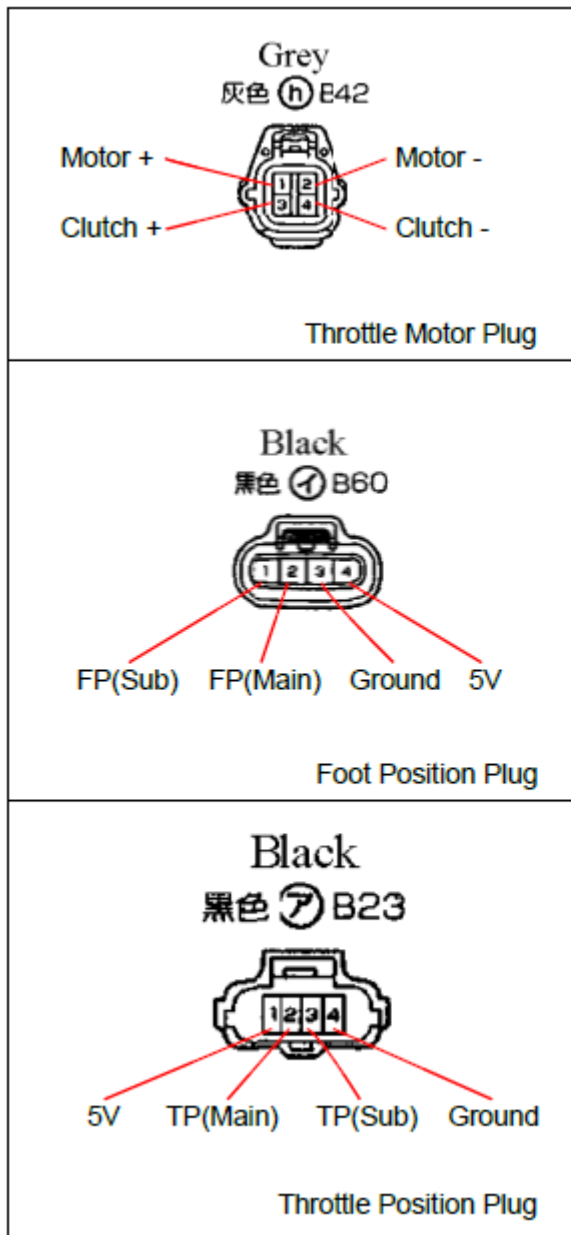 Grey
灰色 ⓗ B42
Motor + Motor -
1 2
3 4
Clutch + Clutch -
Throttle Motor Plug
Black
黒色 ㋑ B60
1 2 3 4
FP(Sub) FP(Main) Ground 5V
Foot Position Plug
Black
黒色 ㋐ B23
1 2 3 4
5V TP(Main) TP(Sub) Ground
Throttle Position Plug